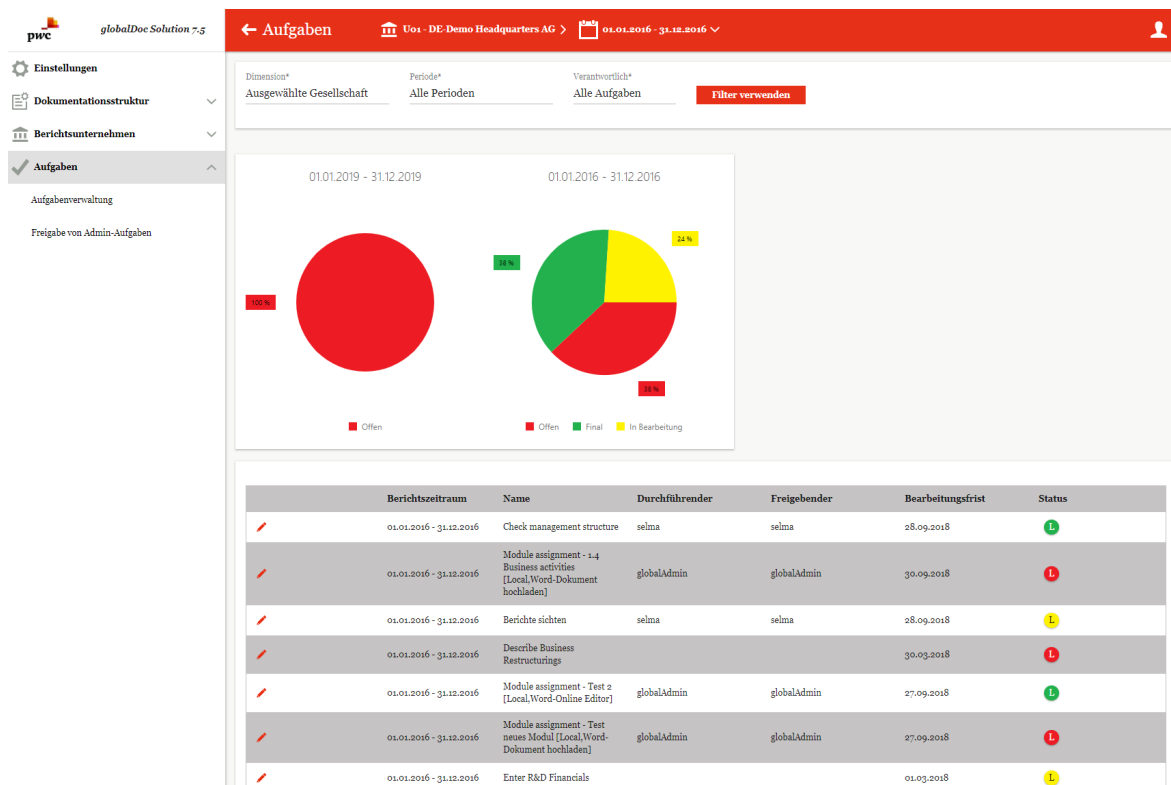 pwc
globalDoc Solution 7.5
Aufgaben
U01 - DE-Demo Headquarters AG
01.01.2016 - 31.12.2016
Einstellungen
Dokumentationsstruktur
Berichtsunternehmen
Aufgaben
Aufgabenverwaltung
Freigabe von Admin-Aufgaben
Dimension*
Periode*
Verantwortlich*
Ausgewählte Gesellschaft
Alle Perioden
Alle Aufgaben
Filter verwenden
01.01.2019 - 31.12.2019
01.01.2016 - 31.12.2016
24 %
38 %
100 %
38 %
Offen
Offen Final In Bearbeitung
Berichtszeitraum Name Durchführender Freigebender Bearbeitungsfrist Status
01.01.2016 - 31.12.2016 Check management structure selma selma 28.09.2018 L
Module assignment - 1.4
Business activities
[Local,Word-Dokument
hochladen]
01.01.2016 - 31.12.2016 globalAdmin globalAdmin 30.09.2018 L
01.01.2016 - 31.12.2016 Berichte sichten selma selma 28.09.2018 L
Describe Business
Restructurings
01.01.2016 - 31.12.2016 30.03.2018 L
Module assignment - Test 2
[Local,Word-Online Editor]
01.01.2016 - 31.12.2016 globalAdmin globalAdmin 27.09.2018 L
Module assignment - Test
neues Modul [Local,Word-
Dokument hochladen]
01.01.2016 - 31.12.2016 globalAdmin globalAdmin 27.09.2018 L
01.01.2016 - 31.12.2016 Enter R&D Financials 01.03.2018 L